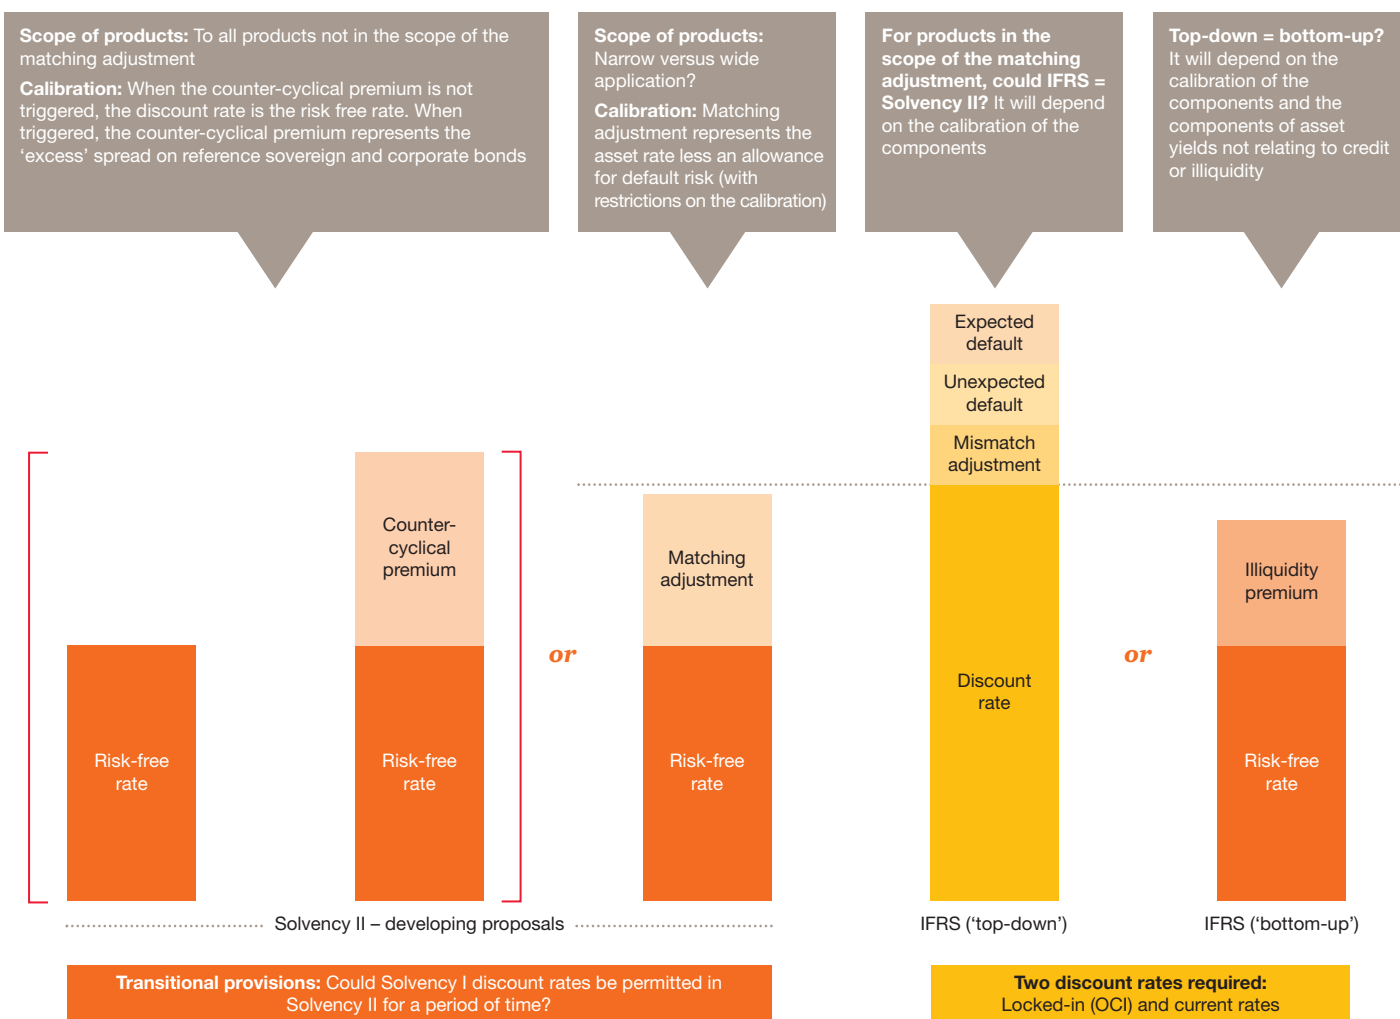 Scope of products: To all products not in the scope of the
matching adjustment
Calibration: When the counter-cyclical premium is not
triggered, the discount rate is the risk free rate. When
triggered, the counter-cyclical premium represents the
‘excess’ spread on reference sovereign and corporate bonds
Scope of products:
Narrow versus wide
application?
Calibration: Matching
adjustment represents the
asset rate less an allowance
for default risk (with
restrictions on the calibration)
For products in the
scope of the matching
adjustment, could IFRS =
Solvency II? It will depend
on the calibration of the
components
Top-down = bottom-up?
It will depend on the
calibration of the
components and the
components of asset
yields not relating to credit
or illiquidity
Risk-free
rate
Counter-
cyclical
premium
Risk-free
rate
or
Matching
adjustment
Risk-free
rate
Expected
default
Unexpected
default
Mismatch
adjustment
Discount
rate
or
Illiquidity
premium
Risk-free
rate
Solvency II – developing proposals
IFRS (‘top-down’)
IFRS (‘bottom-up’)
Transitional provisions: Could Solvency I discount rates be permitted in
Solvency II for a period of time?
Two discount rates required:
Locked-in (OCI) and current rates